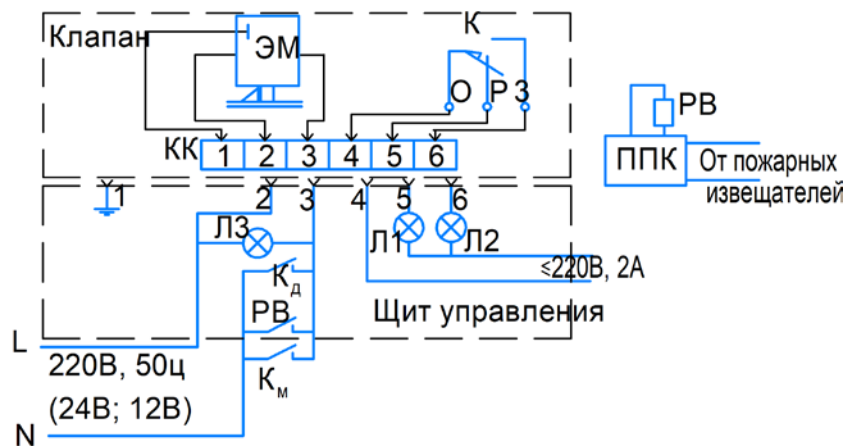 Клапан
ЭМ
К
О Р З
РВ
ППК
От пожарных
извещателей
КК 1 2 3 4 5 6
1 2 3 4 5 6
Л3 Л1 Л2
⩽220В, 2А
Кд
РВ
Щит управления
L
220В, 50ц
(24В; 12В)
Км
N